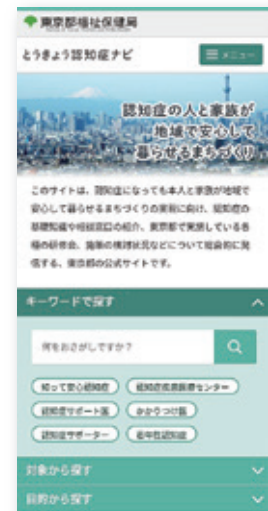 東京都福祉保健局
とうきょう認知症ナビ
メニュー
認知症の人と家族が
地域で安心して
暮らせるまちづくり
このサイトは、認知症になっても本人と家族が地域で
安心して暮らせるまちづくりの実現に向け、認知症の
基礎知識や相談窓口の紹介、東京都で実施している各
種の研修会、施策の検討状況などについて総合的に発
信する、東京都の公式サイトです。
キーワードで探す
何をおさがしですか？
知って安心認知症
認知症疾患医療センター
認知症サポート医
かかりつけ医
認知症サポーター
若年性認知症
対象から探す
目的から探す